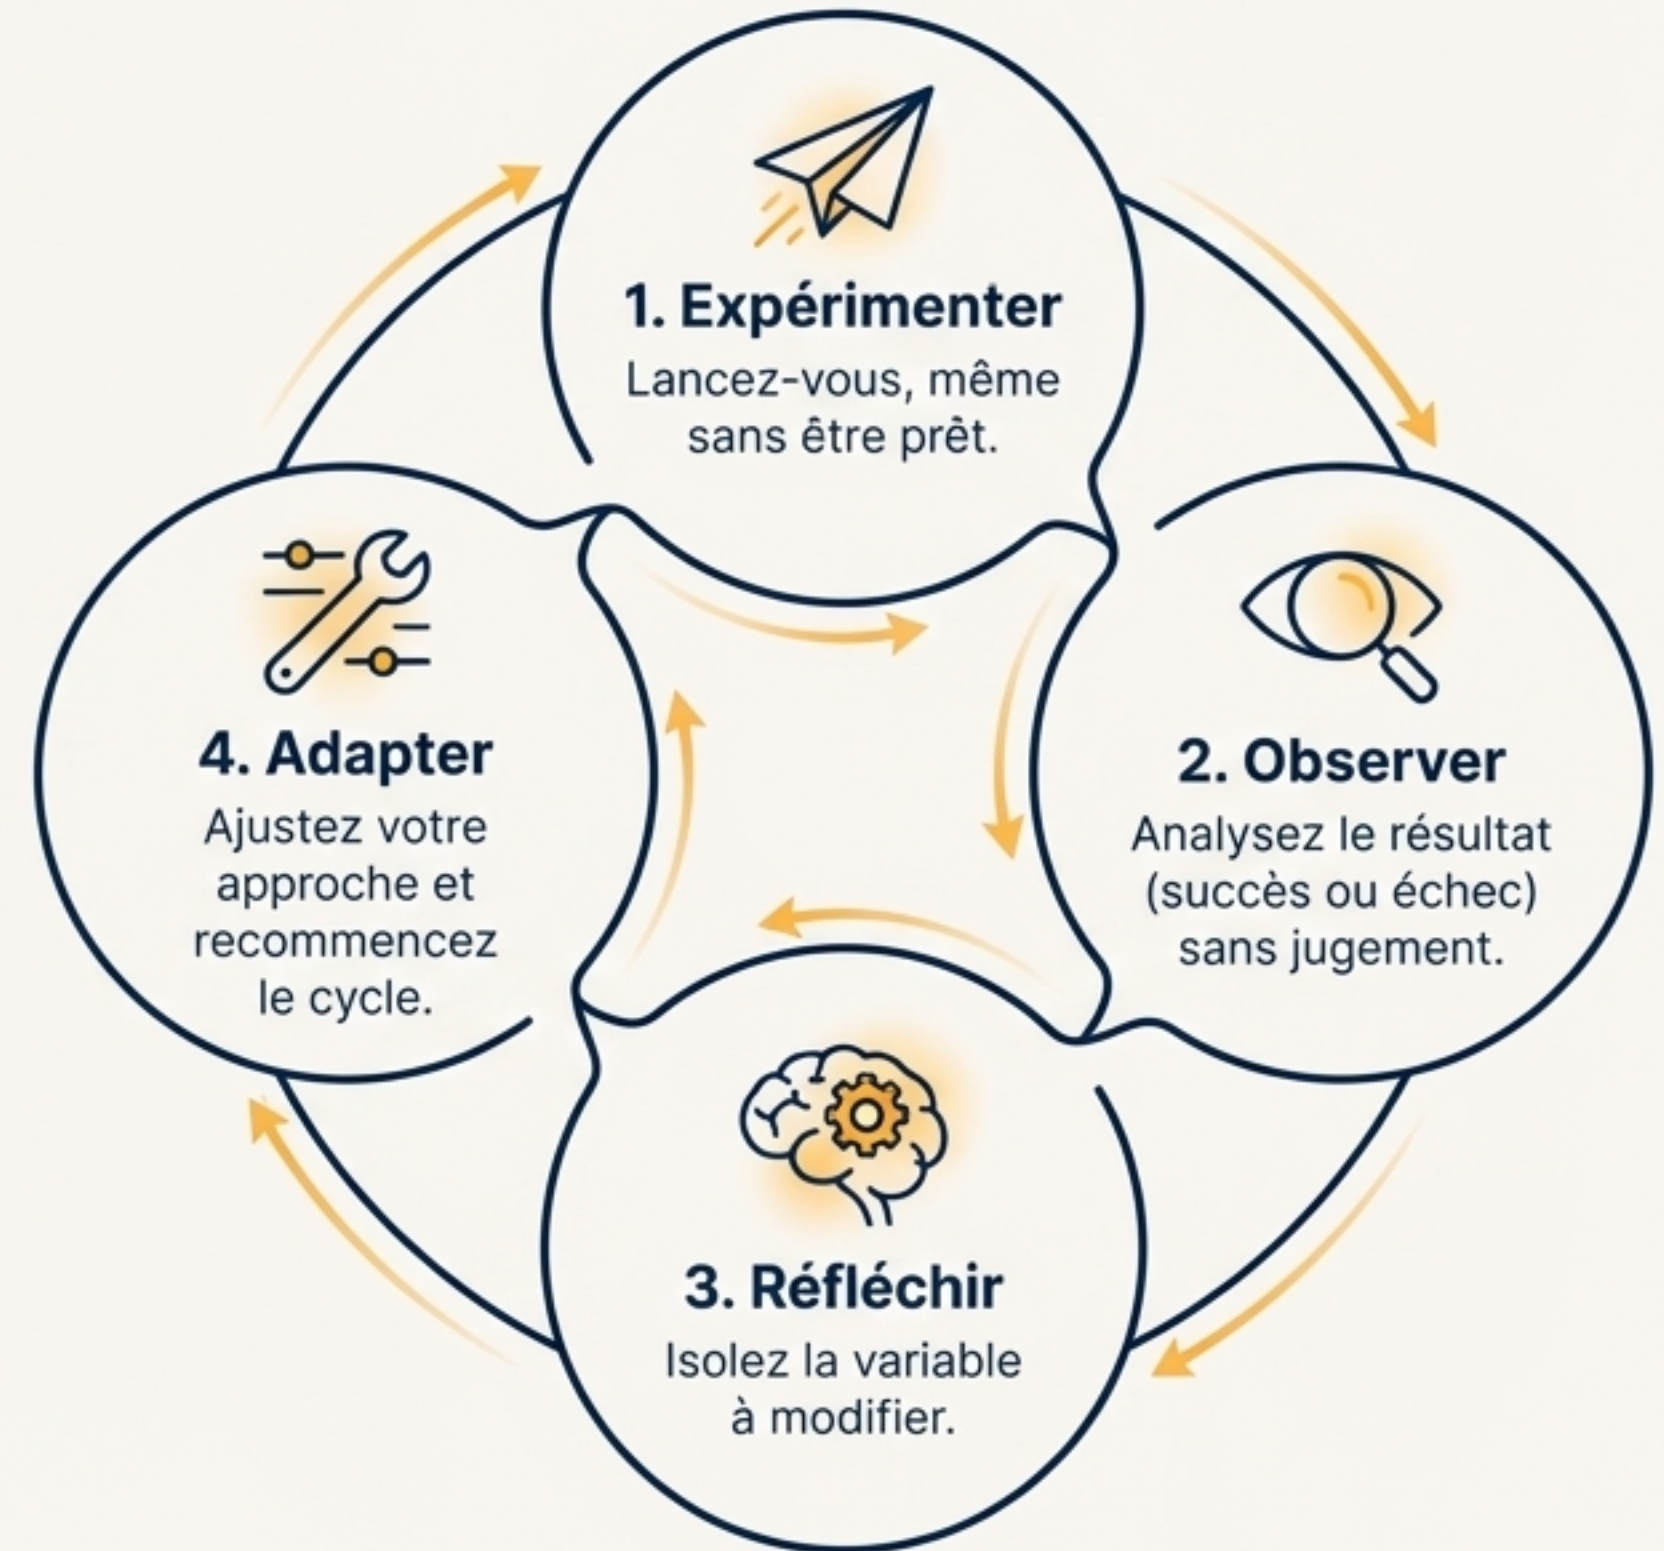 1. Expérimenter
Lancez-vous, même
sans être prêt.
2. Observer
Analysez le résultat
(succès ou échec)
sans jugement.
3. Réfléchir
Isolez la variable
à modifier.
4. Adapter
Ajustez votre
approche et
recommencez
le cycle.